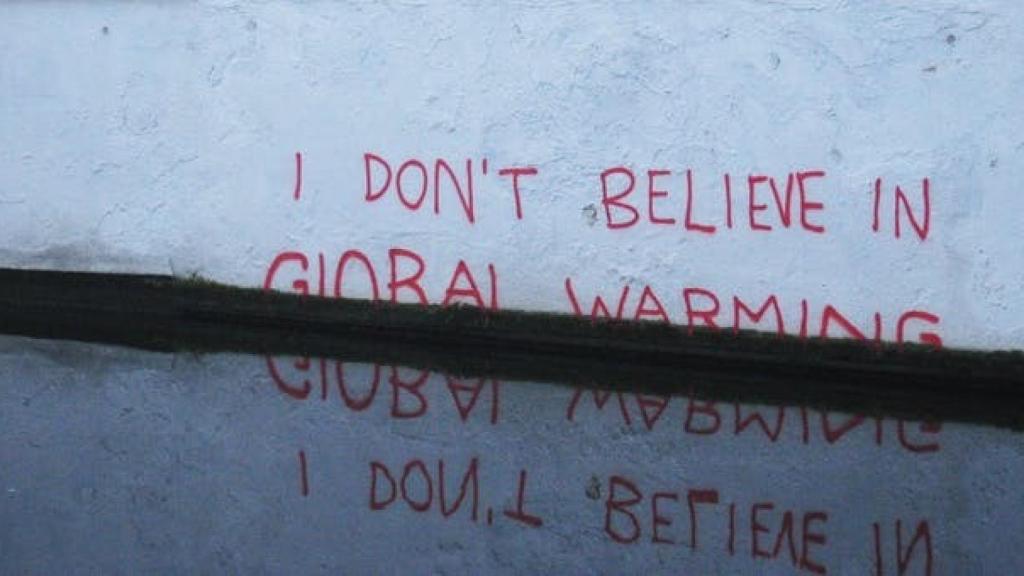 I DON'T BELIEVE IN
GLOBAL WARMING